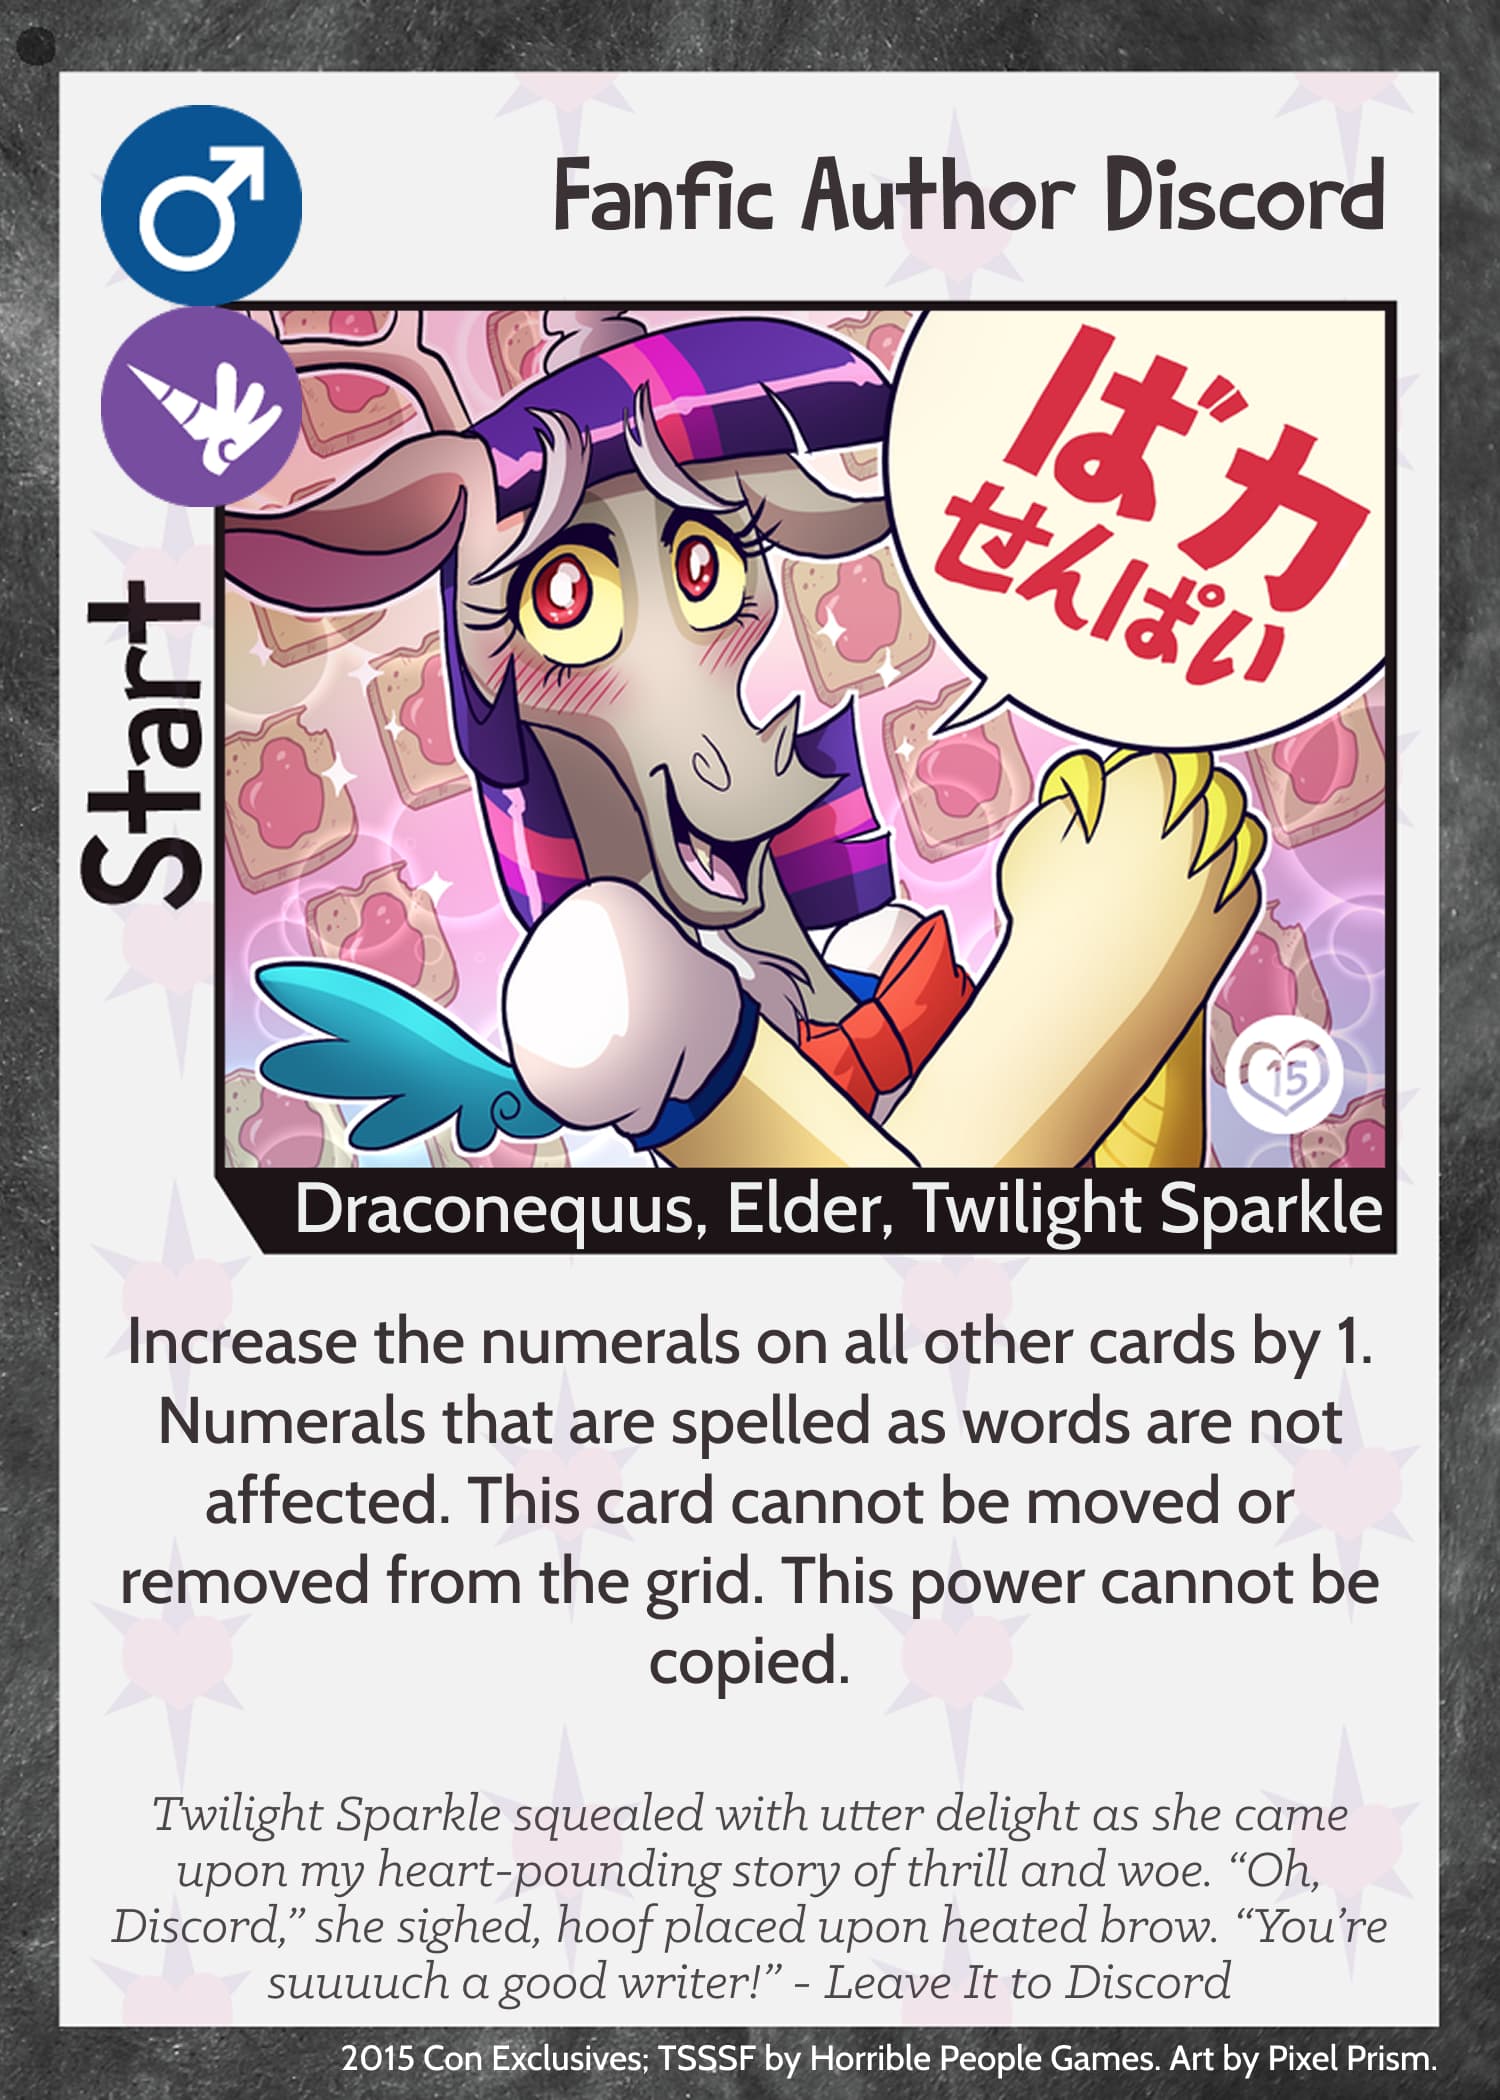 Fanfic Author Discord
Start
ばカ
せんぱい
15
Draconequus, Elder, Twilight Sparkle
Increase the numerals on all other cards by 1.
Numerals that are spelled as words are not
affected. This card cannot be moved or
removed from the grid. This power cannot be
copied.
Twilight Sparkle squealed with utter delight as she came
upon my heart-pounding story of thrill and woe. “Oh,
Discord,” she sighed, hoof placed upon heated brow. “You’re
suuuuch a good writer!” - Leave It to Discord
2015 Con Exclusives; TSSSF by Horrible People Games. Art by Pixel Prism.